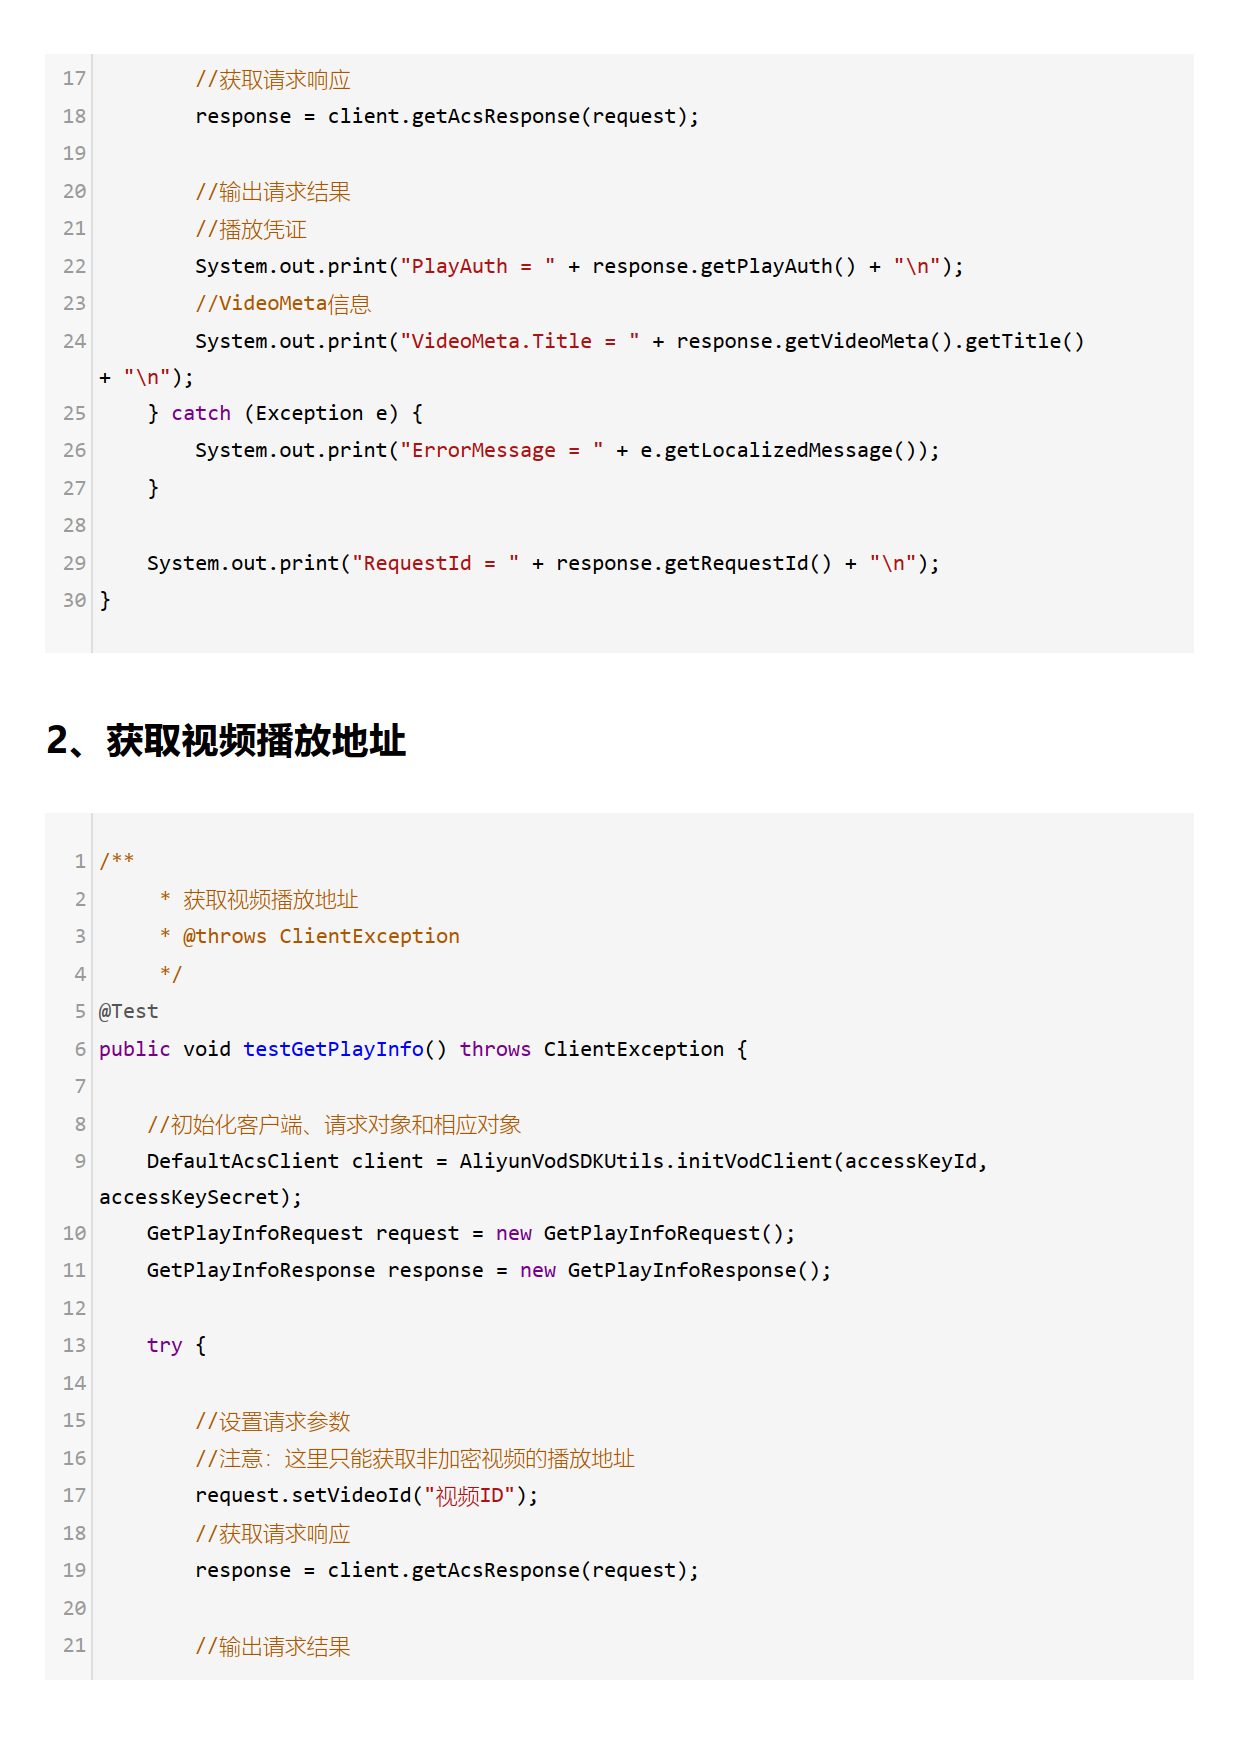 17         //获取请求响应
18         response = client.getAcsResponse(request);
19
20         //输出请求结果
21         //播放凭证
22         System.out.print("PlayAuth = " + response.getPlayAuth() + "\n");
23         //VideoMeta信息
24         System.out.print("VideoMeta.Title = " + response.getVideoMeta().getTitle()
+ "\n");
25     } catch (Exception e) {
26         System.out.print("ErrorMessage = " + e.getLocalizedMessage());
27     }
28
29     System.out.print("RequestId = " + response.getRequestId() + "\n");
30 }
2、获取视频播放地址
1 /**
2      * 获取视频播放地址
3      * @throws ClientException
4      */
5 @Test
6 public void testGetPlayInfo() throws ClientException {
7
8     //初始化客户端、请求对象和相应对象
9     DefaultAcsClient client = AliyunVodSDKUtils.initVodClient(accessKeyId,
accessKeySecret);
10     GetPlayInfoRequest request = new GetPlayInfoRequest();
11     GetPlayInfoResponse response = new GetPlayInfoResponse();
12
13     try {
14
15         //设置请求参数
16         //注意：这里只能获取非加密视频的播放地址
17         request.setVideoId("视频ID");
18         //获取请求响应
19         response = client.getAcsResponse(request);
20
21         //输出请求结果